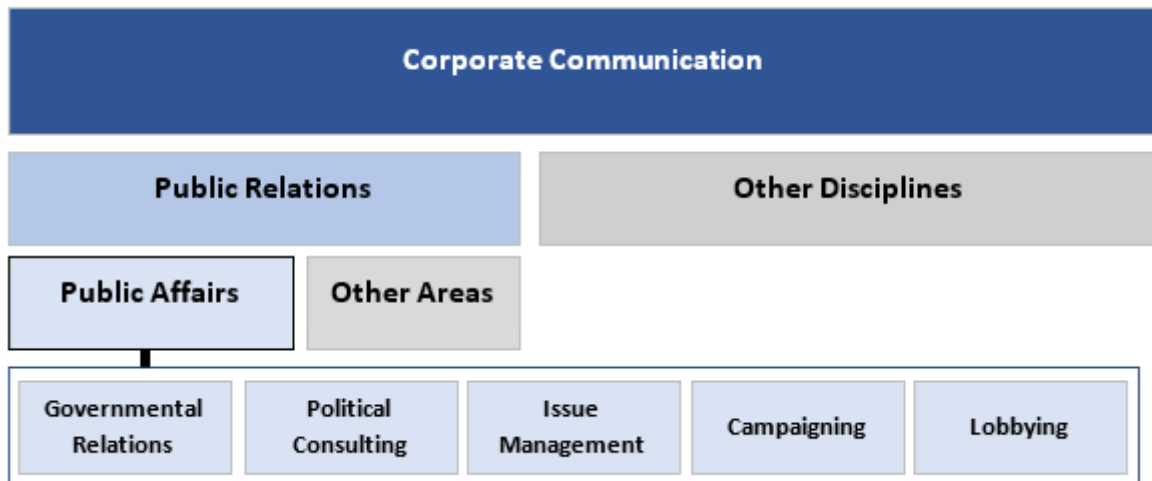 Corporate Communication
Public Relations
Other Disciplines
Public Affairs
Other Areas
Governmental
Relations
Political
Consulting
Issue
Management
Campaigning
Lobbying